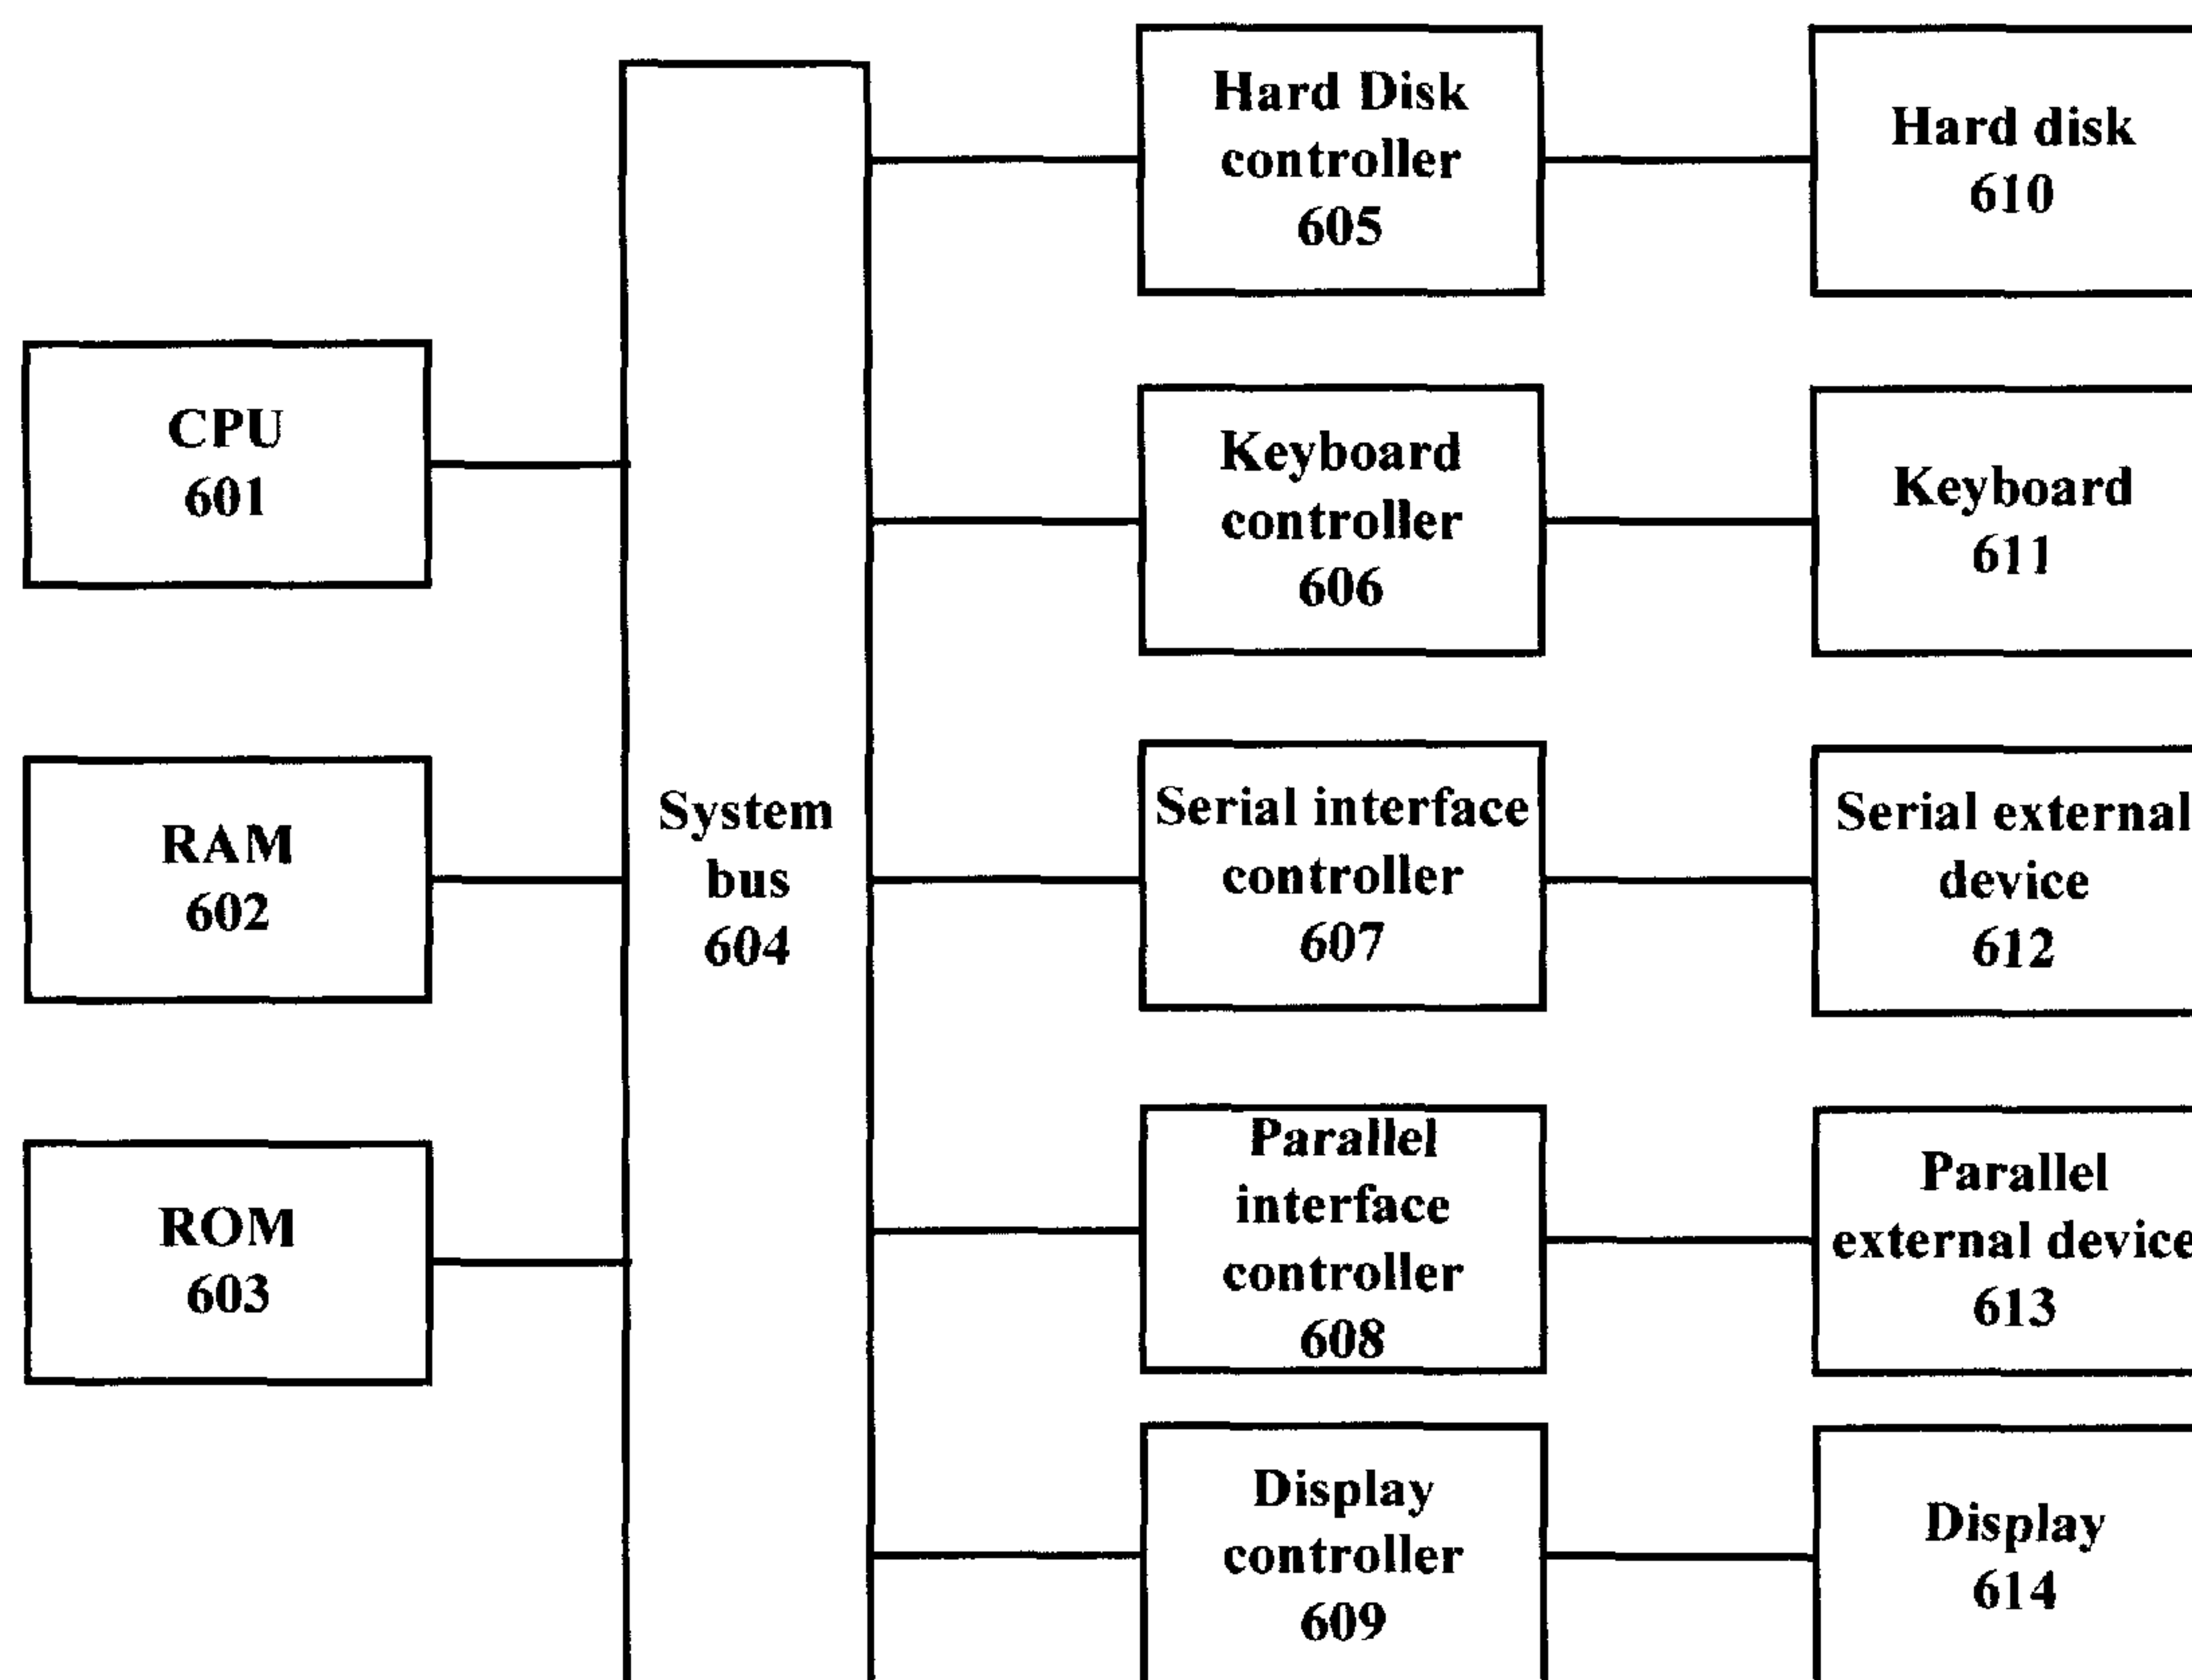 CPU
601
RAM
602
ROM
603
System
bus
604
Hard Disk
controller
605
Keyboard
controller
606
Serial interface
controller
607
Parallel
interface
controller
608
Display
controller
609
Hard disk
610
Keyboard
611
Serial external
device
612
Parallel
external device
613
Display
614